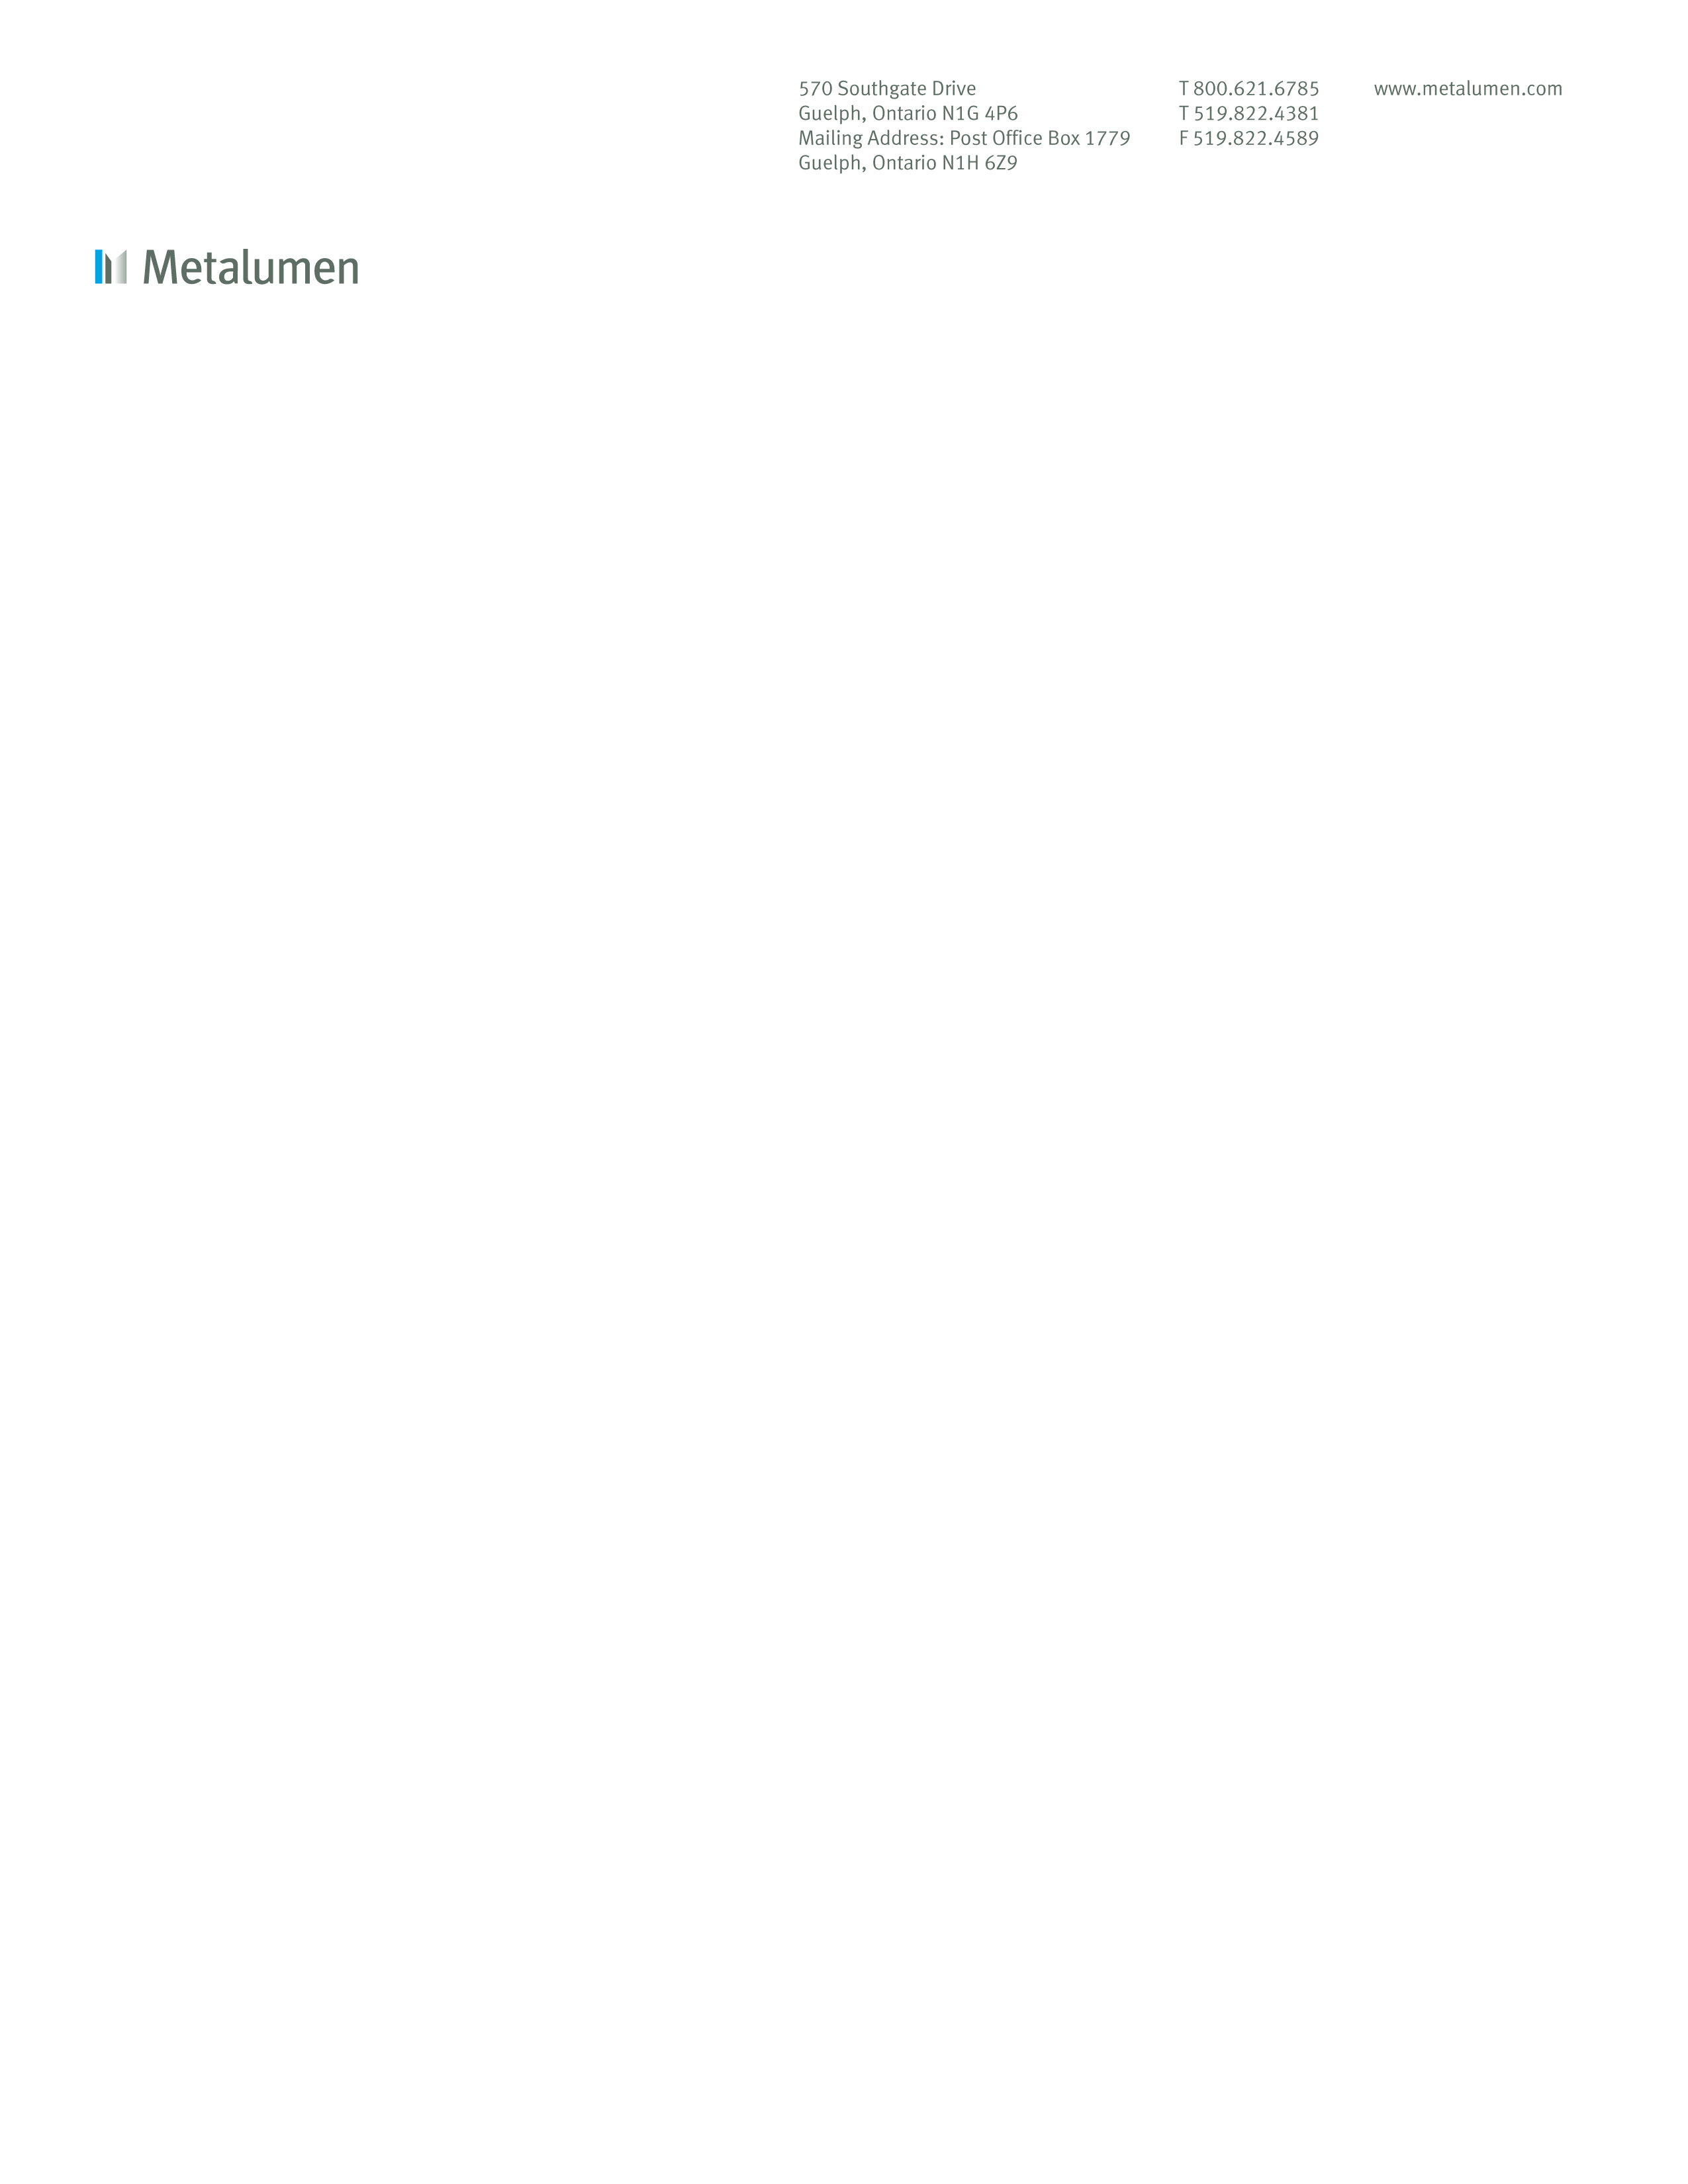 570 Southgate Drive
Guelph, Ontario N1G 4P6
Mailing Address: Post Office Box 1779
Guelph, Ontario N1H 6Z9
T 800.621.6785
T 519.822.4381
F 519.822.4589
www.metalumen.com
Metalumen